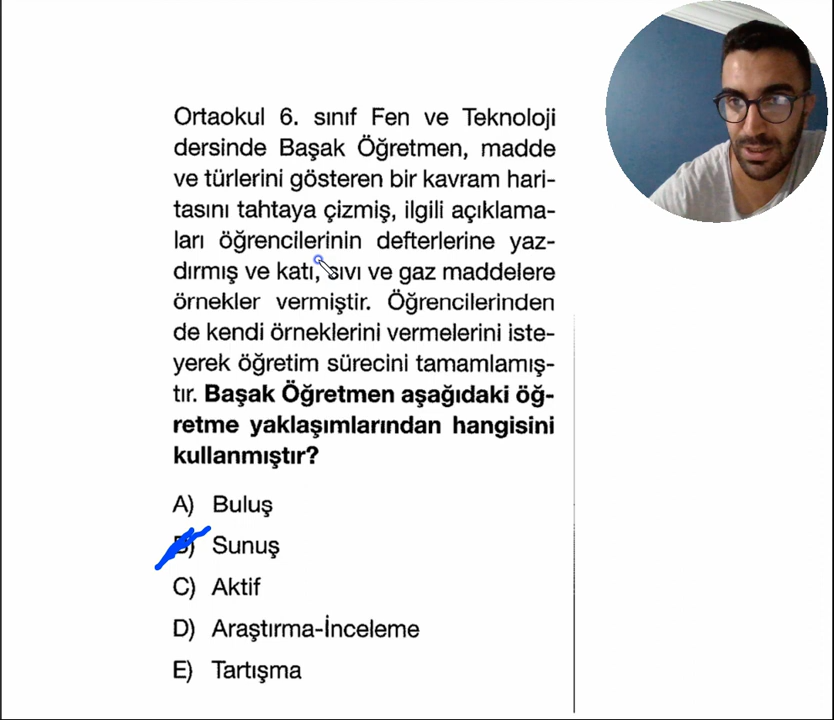 Ortaokul 6. sınıf Fen ve Teknoloji
dersinde Başak Öğretmen, madde
ve türlerini gösteren bir kavram hari-
tasını tahtaya çizmiş, ilgili açıklama-
ları öğrencilerinin defterlerine yaz-
dırmış ve katı, sıvı ve gaz maddelere
örnekler vermiştir. Öğrencilerinden
de kendi örneklerini vermelerini iste-
yerek öğretim sürecini tamamlamış-
tır. Başak Öğretmen aşağıdaki öğ-
retme yaklaşımlarından hangisini
kullanmıştır?
A) Buluş
B) Sunuş
C) Aktif
D) Araştırma-İnceleme
E) Tartışma